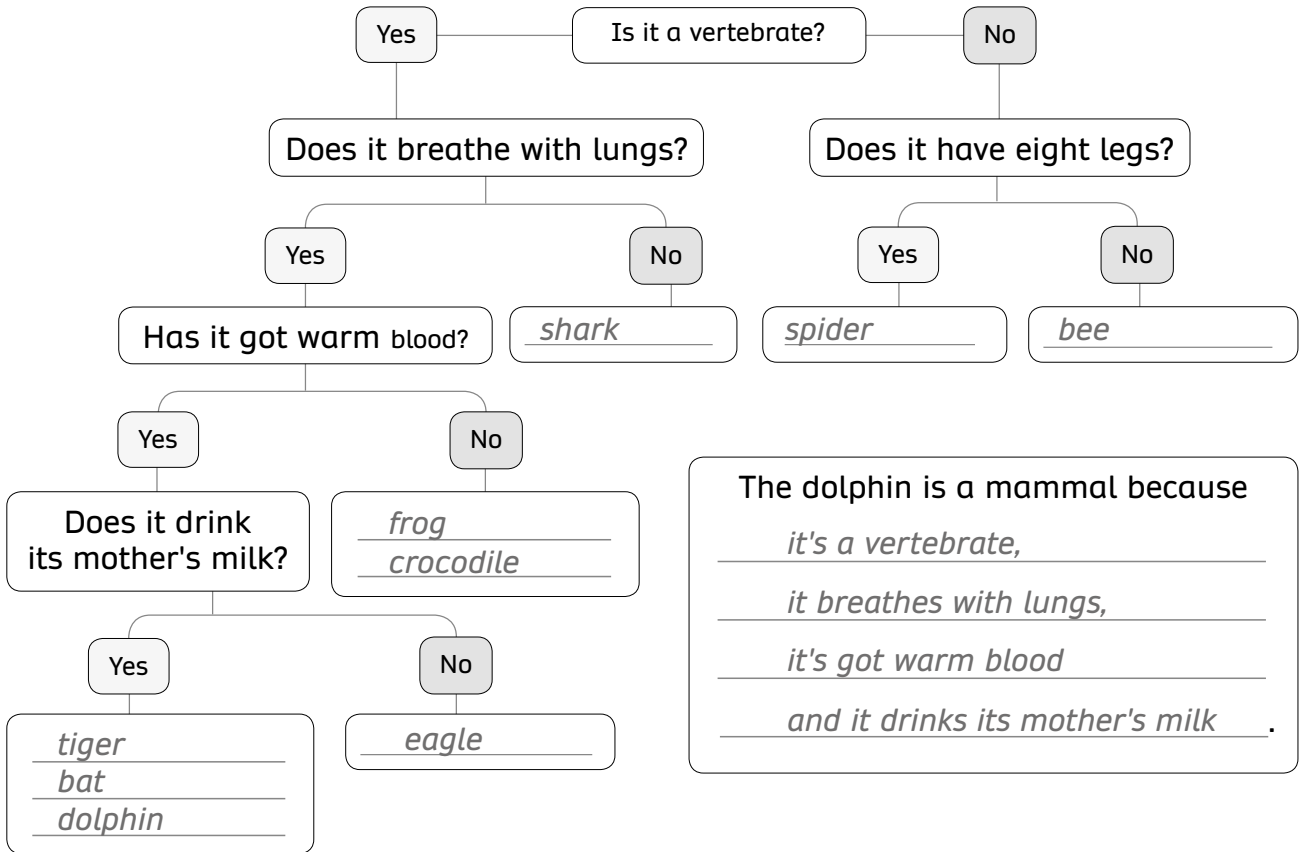 Yes
Is it a vertebrate?
No
Does it breathe with lungs?
Does it have eight legs?
Yes
No
Yes
No
Has it got warm blood?
shark
spider
bee
Yes
No
Does it drink
its mother's milk?
frog
crocodile
The dolphin is a mammal because
it's a vertebrate,
it breathes with lungs,
it's got warm blood
and it drinks its mother's milk.
Yes
No
tiger
bat
dolphin
eagle